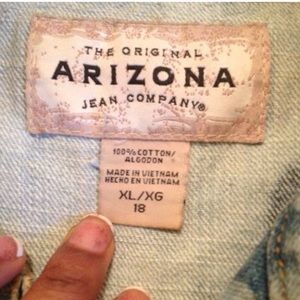 THE ORIGINAL
ARIZONA
JEAN COMPANY®
100% COTTON/
ALGODON
MADE IN VIETNAM
HECHO EN VIETNAM
XL/XG
18